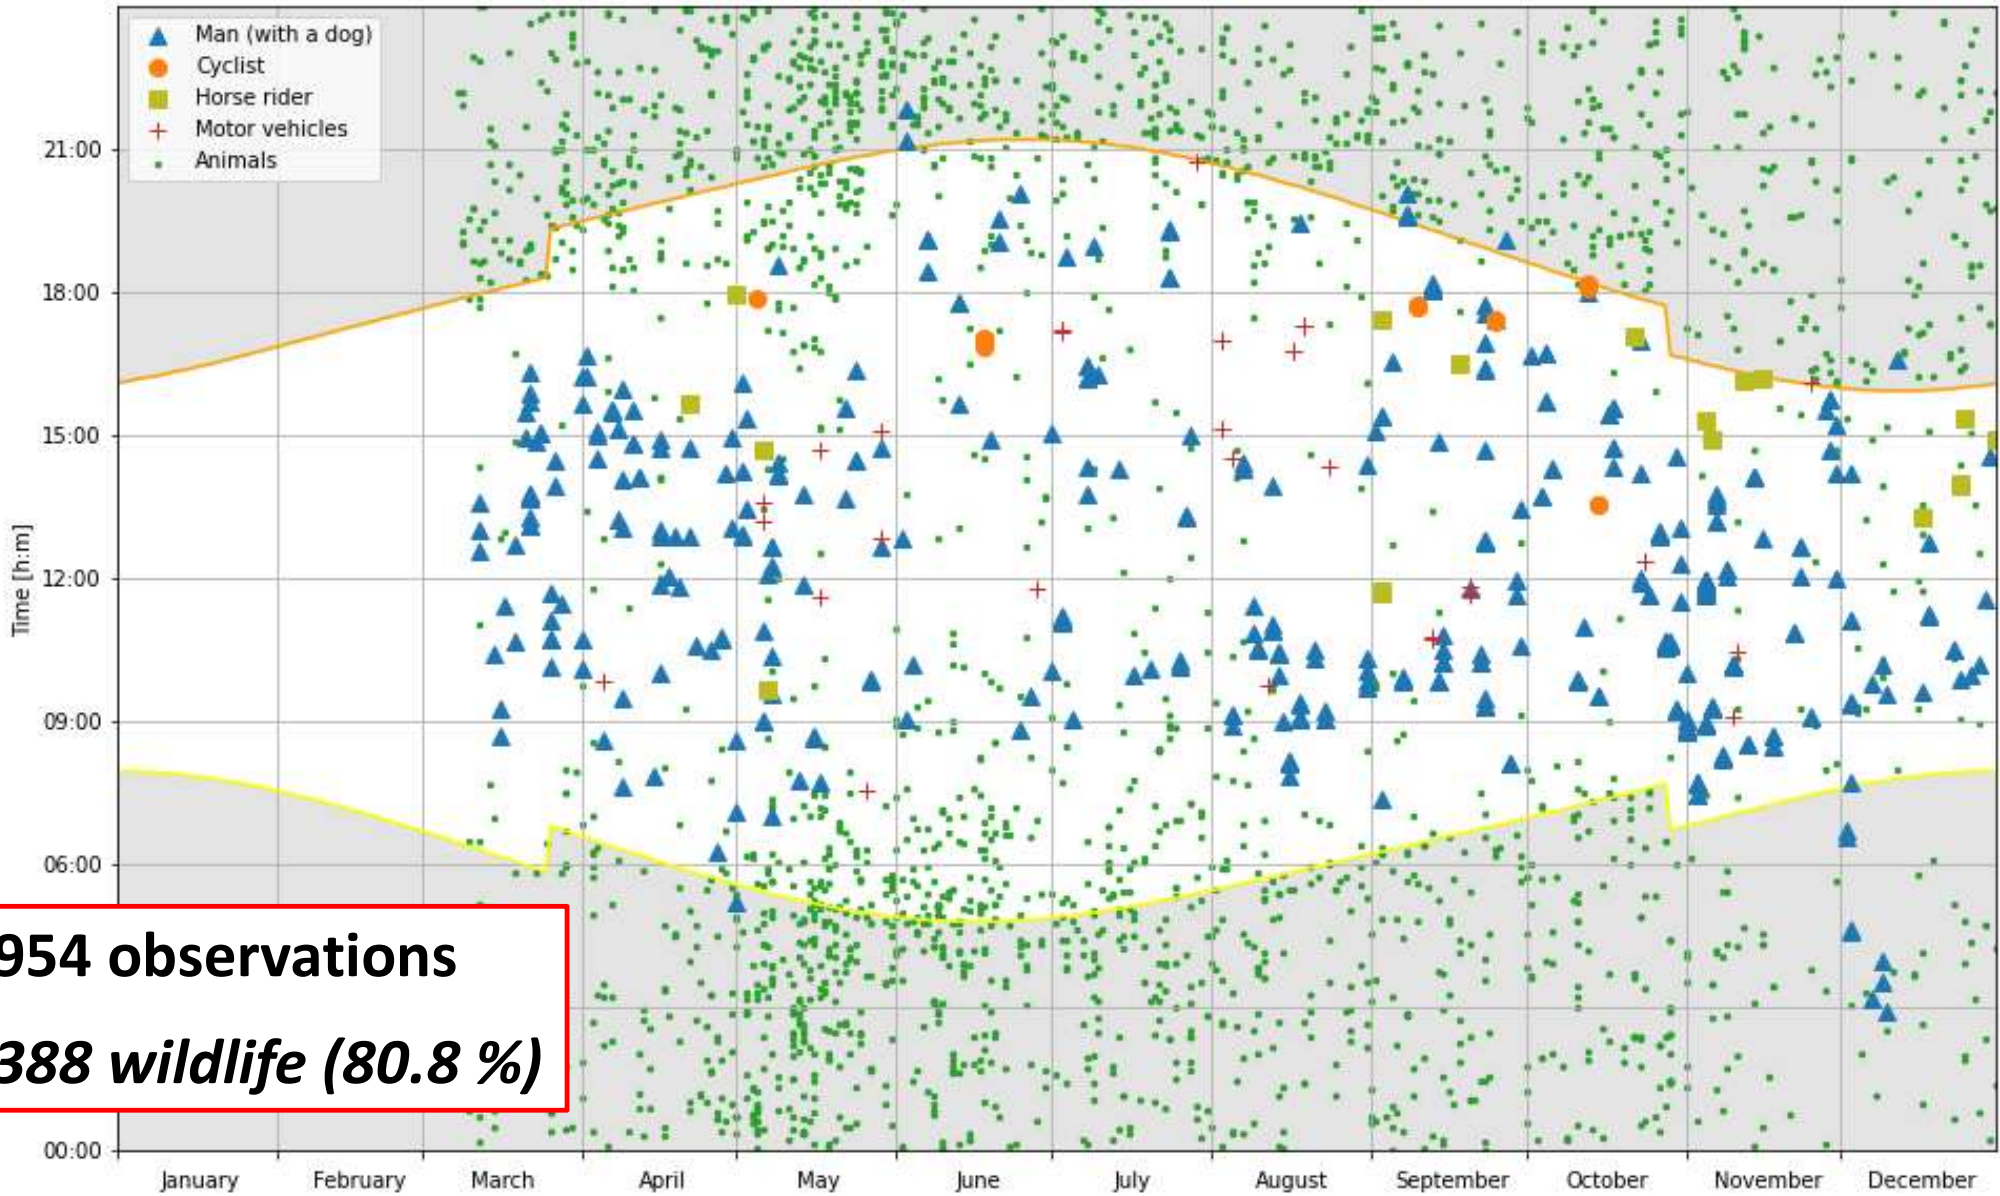 Man (with a dog)
Cyclist
Horse rider
Motor vehicles
Animals
21:00
18:00
15:00
12:00
09:00
06:00
00:00
Time [h:m]
954 observations
388 wildlife (80.8 %)
January February March April May June July August September October November December